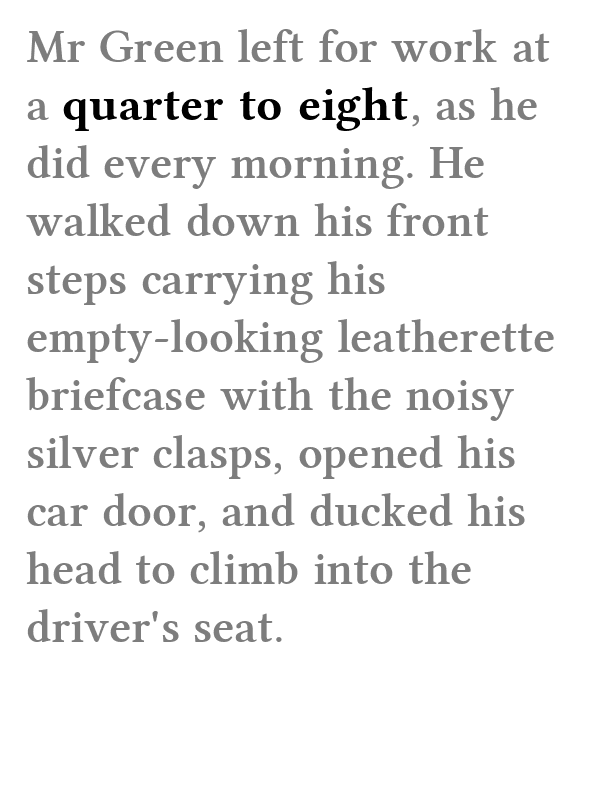 Mr Green left for work at
a quarter to eight, as he
did every morning. He
walked down his front
steps carrying his
empty-looking leatherette
briefcase with the noisy
silver clasps, opened his
car door, and ducked his
head to climb into the
driver's seat.